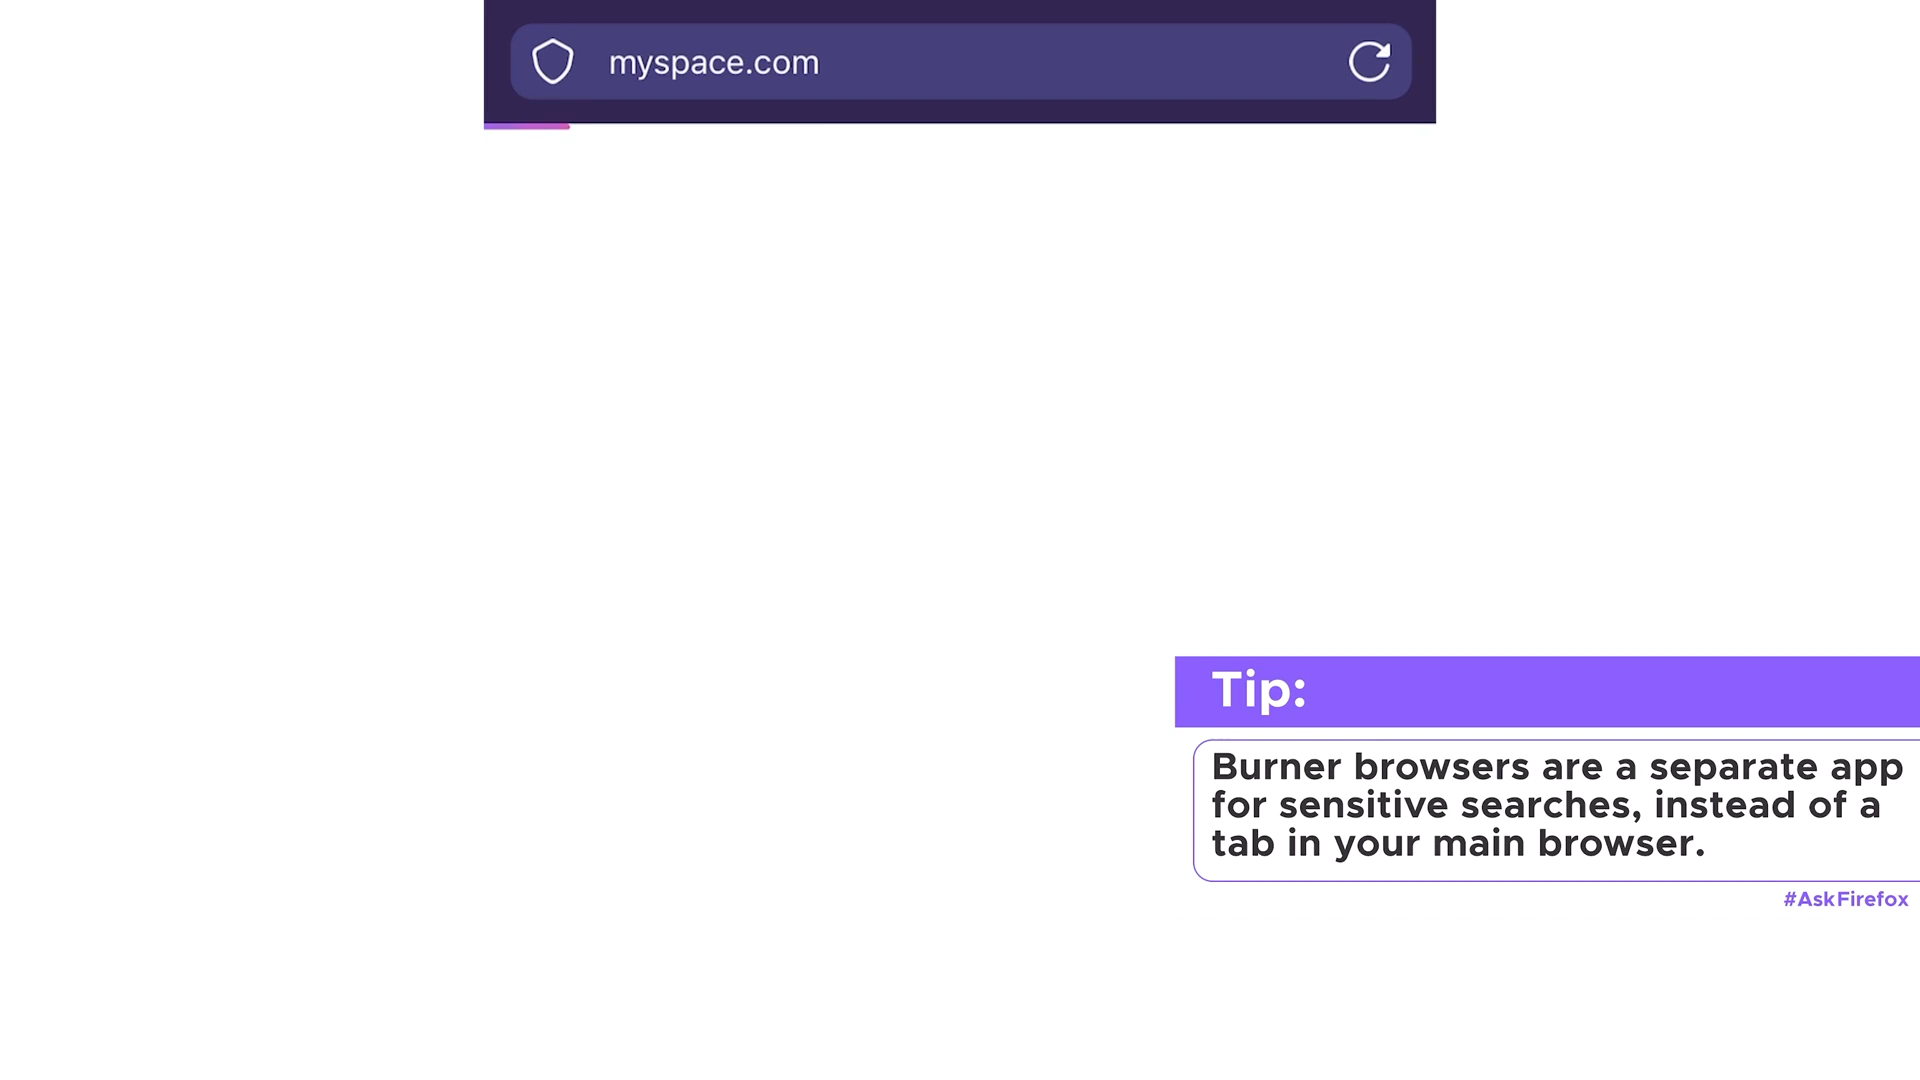 myspace.com
Tip:
Burner browsers are a separate app
for sensitive searches, instead of a
tab in your main browser.
#AskFirefox